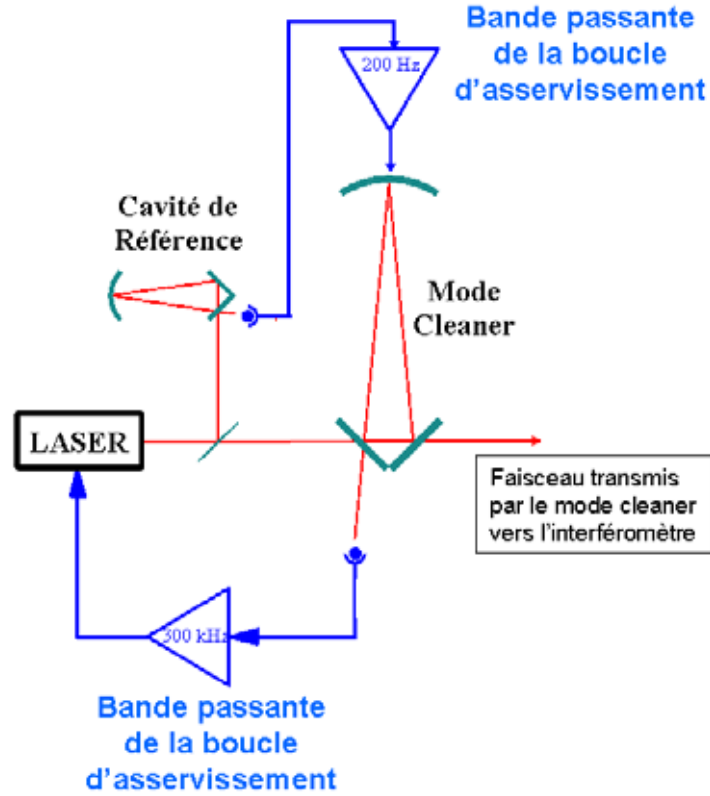 Bande passante
de la boucle
d'asservissement
200 Hz
Cavité de
Référence
Mode
Cleaner
LASER
Faisceau transmis
par le mode cleaner
vers l'interféromètre
300 kHz
Bande passante
de la boucle
d'asservissement